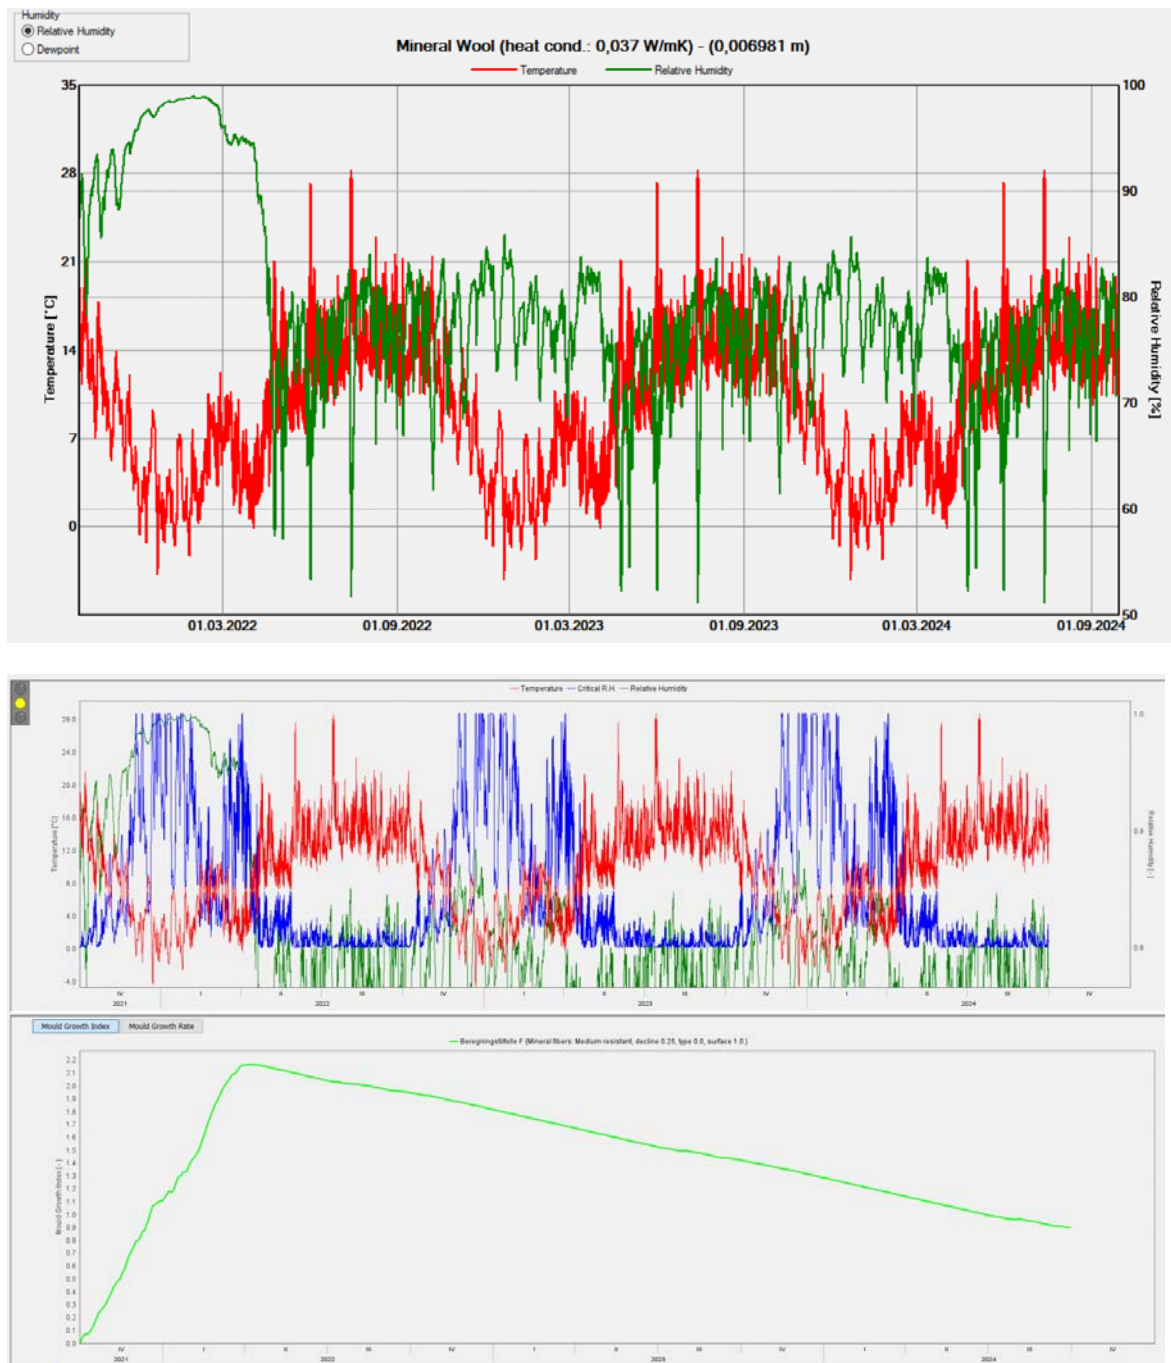 Humidity
Relative Humidity
Dewpoint
Mineral Wool (heat cond.: 0,037 W/mK) - (0,006981 m)
Temperature Relative Humidity
35 100
28 90
21 80
14 70
7 60
0 50
Temperature [°C]
Relative Humidity [%]
01.03.2022 01.09.2022 01.03.2023 01.09.2023 01.03.2024 01.09.2024
Temperature Critical R.H. Relative Humidity
28.0 1.0
24.0
20.0
16.0 0.9
12.0
8.0
4.0
0.0 0.8
-4.0
Temperature [°C]
Relative Humidity [-]
IV I II III IV I II III IV I II III IV
2021 2022 2023 2024
Mould Growth Index Mould Growth Rate
Beregningstilfelle F (Mineral fibers: Medium resistant, decline 0.25, type 0.0, surface 1.0 )
2.2
2.1
2.0
1.9
1.8
1.7
1.6
1.5
1.4
1.3
1.2
1.1
1.0
0.9
0.8
0.7
0.6
0.5
0.4
0.3
0.2
0.1
0.0
Mould Growth Index [-]
IV I II III IV I II III IV I II III IV
2021 2022 2023 2024